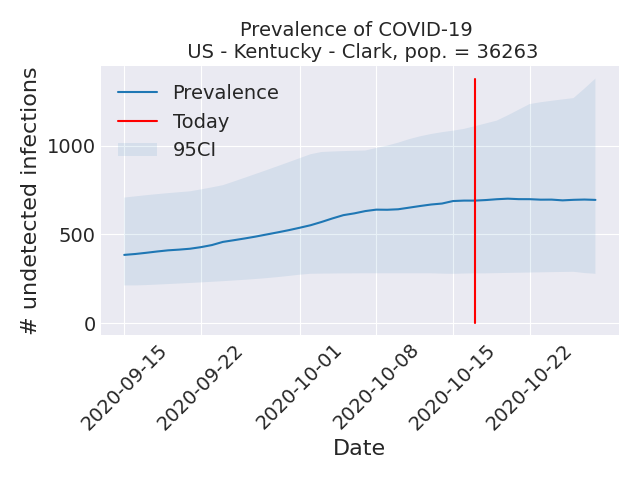 Prevalence of COVID-19
US - Kentucky - Clark, pop. = 36263
Prevalence
Today
95CI
# undetected infections
1000
500
0
2020-09-15
2020-09-22
2020-10-01
2020-10-08
2020-10-15
2020-10-22
Date